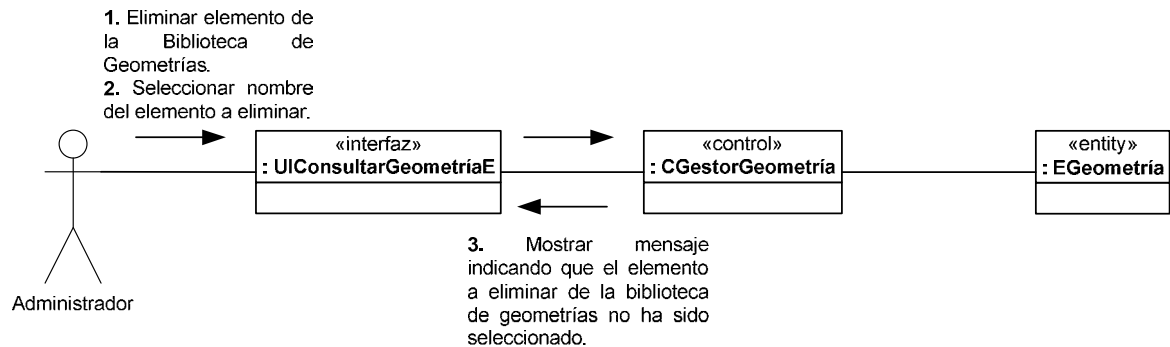 1. Eliminar elemento de
la Biblioteca de
Geometrías.
2. Seleccionar nombre
del elemento a eliminar.
«interfaz»
: UIConsultarGeometríaE
«control»
: CGestorGeometría
«entity»
: EGeometría
3. Mostrar mensaje
indicando que el elemento
a eliminar de la biblioteca
de geometrías no ha sido
seleccionado.
Administrador